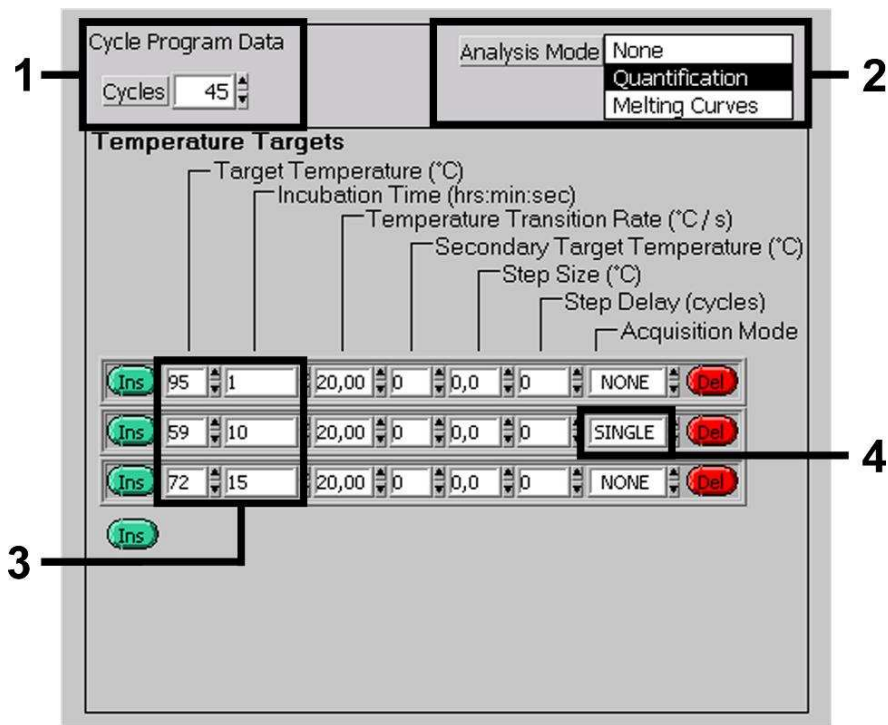 Cycle Program Data
Cycles 45
1
Analysis Mode None
Quantification
Melting Curves
2
Temperature Targets
Target Temperature (°C)
Incubation Time (hrs:min:sec)
Temperature Transition Rate (°C / s)
Secondary Target Temperature (°C)
Step Size (°C)
Step Delay (cycles)
Acquisition Mode
Ins 95 1 20,00 0 0,0 0 NONE Del
Ins 59 10 20,00 0 0,0 0 SINGLE Del
4
Ins 72 15 20,00 0 0,0 0 NONE Del
Ins
3